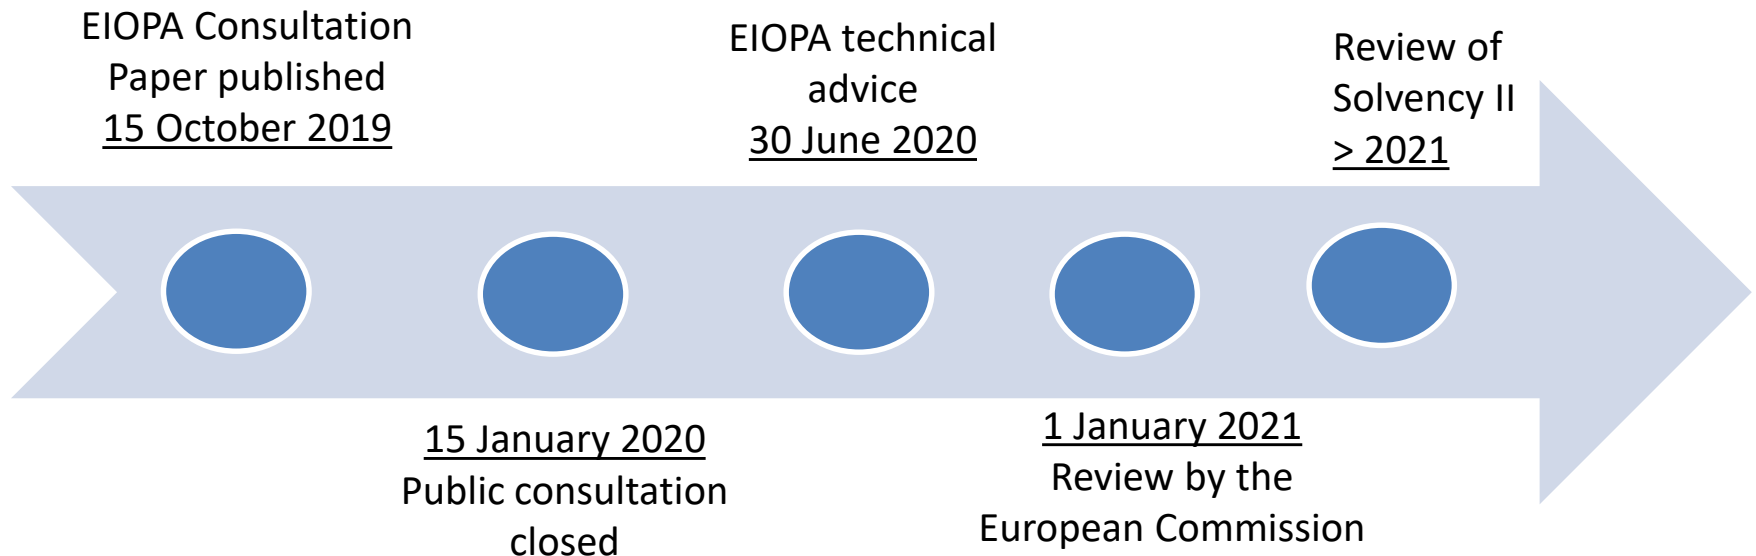 EIOPA Consultation
Paper published
15 October 2019
15 January 2020
Public consultation
closed
EIOPA technical
advice
30 June 2020
1 January 2021
Review by the
European Commission
Review of
Solvency II
> 2021